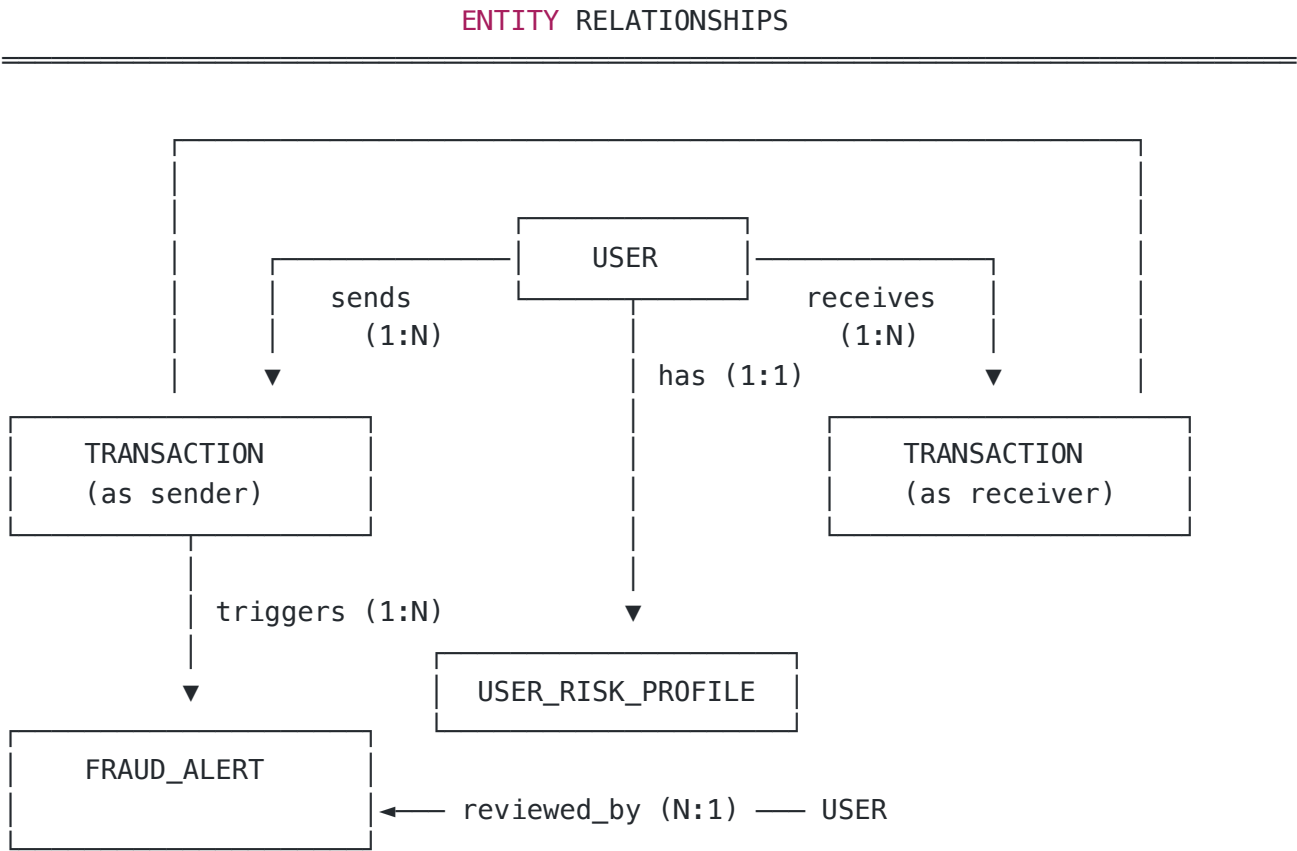 ENTITY RELATIONSHIPS
USER
sends
receives
(1:N)
(1:N)
has (1:1)
TRANSACTION
(as sender)
TRANSACTION
(as receiver)
triggers (1:N)
USER_RISK_PROFILE
FRAUD_ALERT
reviewed_by (N:1)
USER